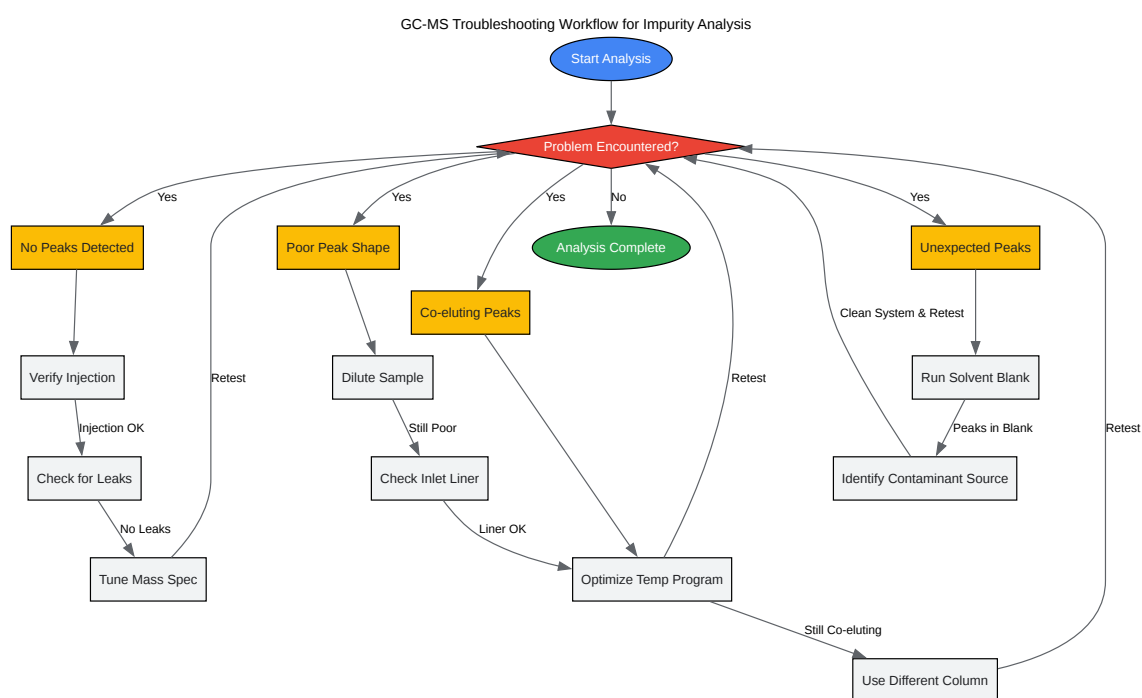 GC-MS Troubleshooting Workflow for Impurity Analysis
Start Analysis
Problem Encountered?
Yes
Yes
Yes
No
Yes
No Peaks Detected
Poor Peak Shape
Analysis Complete
Unexpected Peaks
Co-eluting Peaks
Clean System & Retest
Verify Injection
Retest
Dilute Sample
Retest
Run Solvent Blank
Injection OK
Still Poor
Peaks in Blank
Retest
Check for Leaks
Check Inlet Liner
Identify Contaminant Source
No Leaks
Liner OK
Tune Mass Spec
Optimize Temp Program
Still Co-eluting
Use Different Column